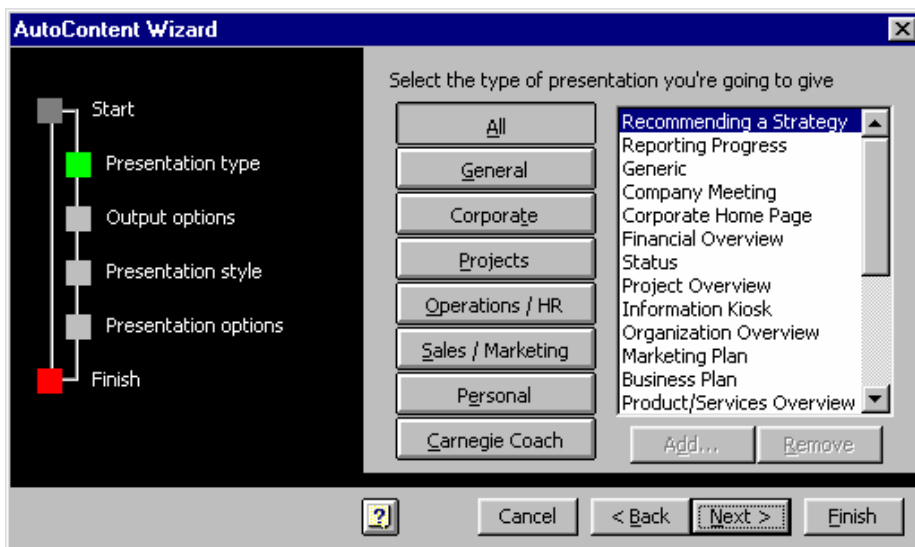 AutoContent Wizard
Start
Presentation type
Output options
Presentation style
Presentation options
Finish
Select the type of presentation you're going to give
All
General
Corporate
Projects
Operations / HR
Sales / Marketing
Personal
Carnegie Coach
Recommending a Strategy
Reporting Progress
Generic
Company Meeting
Corporate Home Page
Financial Overview
Status
Project Overview
Information Kiosk
Organization Overview
Marketing Plan
Business Plan
Product/Services Overview
Add... Remove
? Cancel < Back Next > Finish